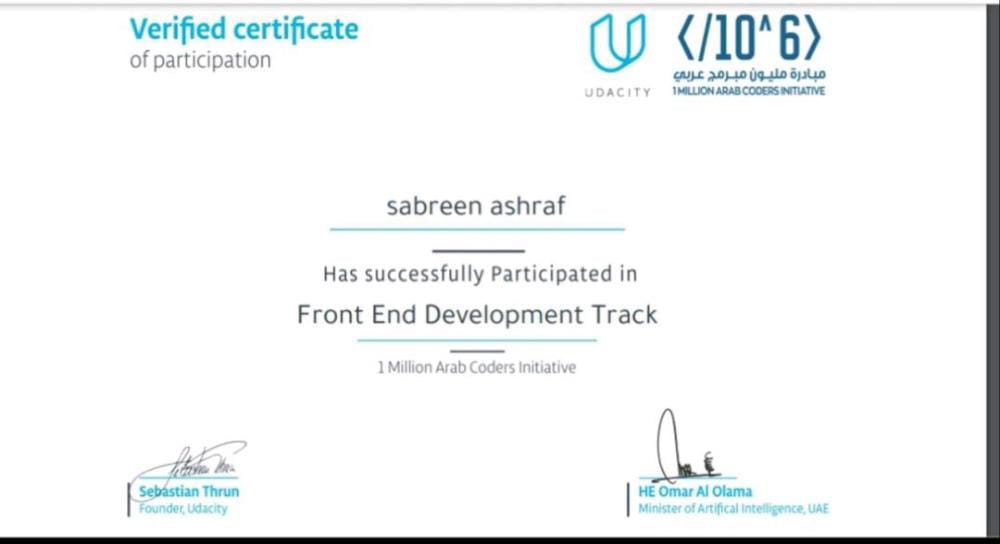 Verified certificate
of participation
UDACITY
</10^6>
مبادرة مليون مبرمج عربي
1 MILLION ARAB CODERS INITIATIVE
sabreen ashraf
Has successfully Participated in
Front End Development Track
1 Million Arab Coders Initiative
Sebastian Thrun
Founder, Udacity
HE Omar Al Olama
Minister of Artifical Intelligence, UAE